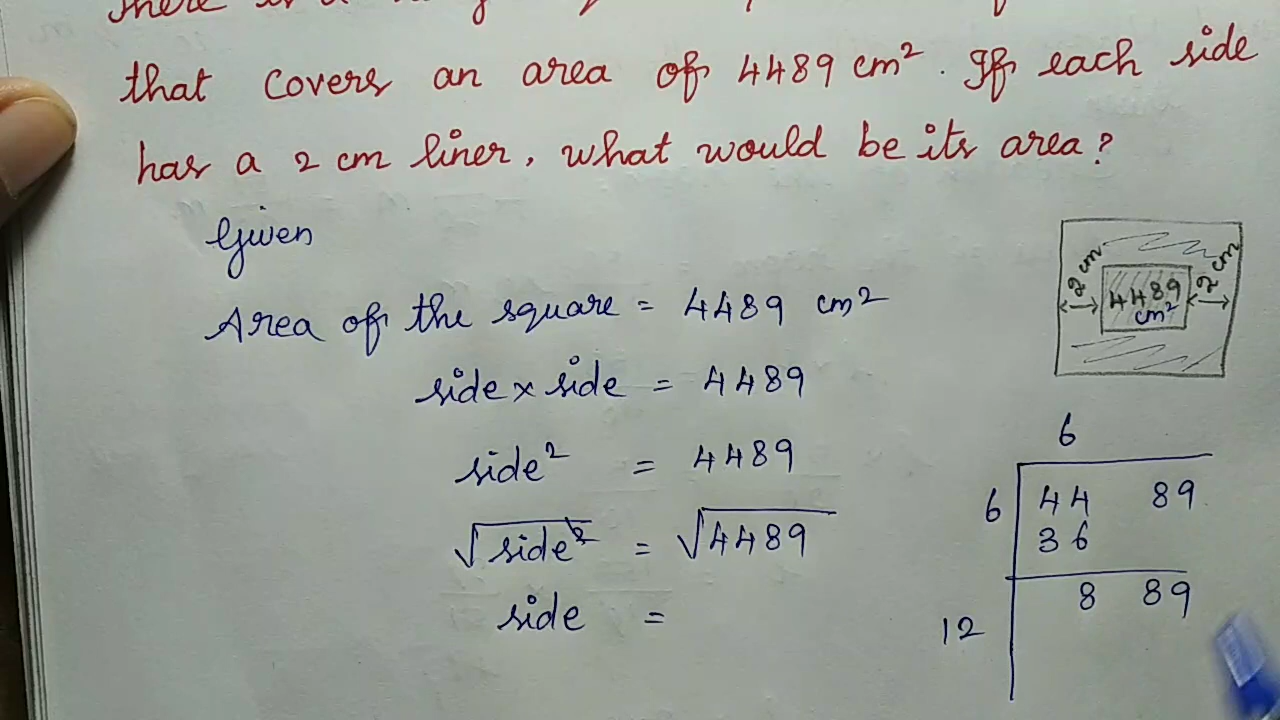 There is a
that covers an area of 4489 cm². If each side
has a 2 cm liner, what would be its area?
Given
Area of the square = 4489 cm²
side × side = 4489
side² = 4489
√side² = √4489
side =
2 cm
4489
cm²
2 cm
6
6 44 89
36
8 89
12